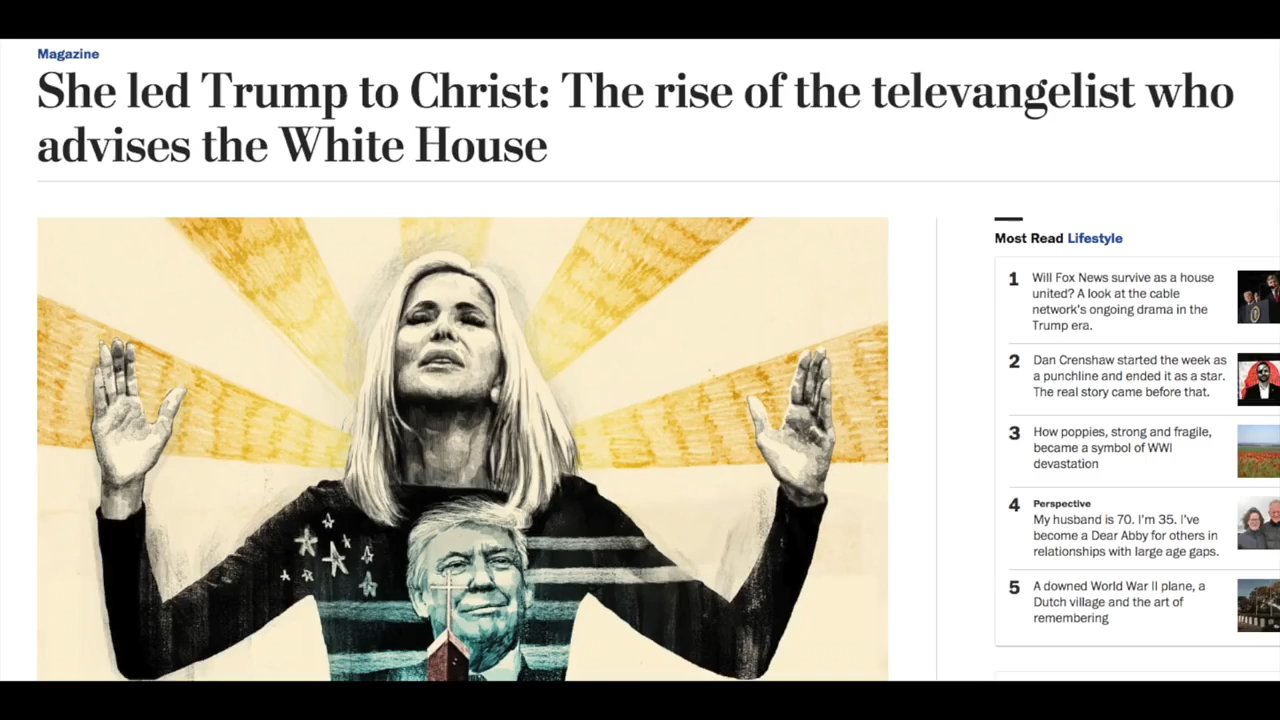 Magazine
She led Trump to Christ: The rise of the televangelist who
advises the White House
Most Read Lifestyle
1 Will Fox News survive as a house
united? A look at the cable
network's ongoing drama in the
Trump era.
2 Dan Crenshaw started the week as
a punchline and ended it as a star.
The real story came before that.
3 How poppies, strong and fragile,
became a symbol of WWI
devastation
4 Perspective
My husband is 70. I'm 35. I've
become a Dear Abby for others in
relationships with large age gaps.
5 A downed World War II plane, a
Dutch village and the art of
remembering